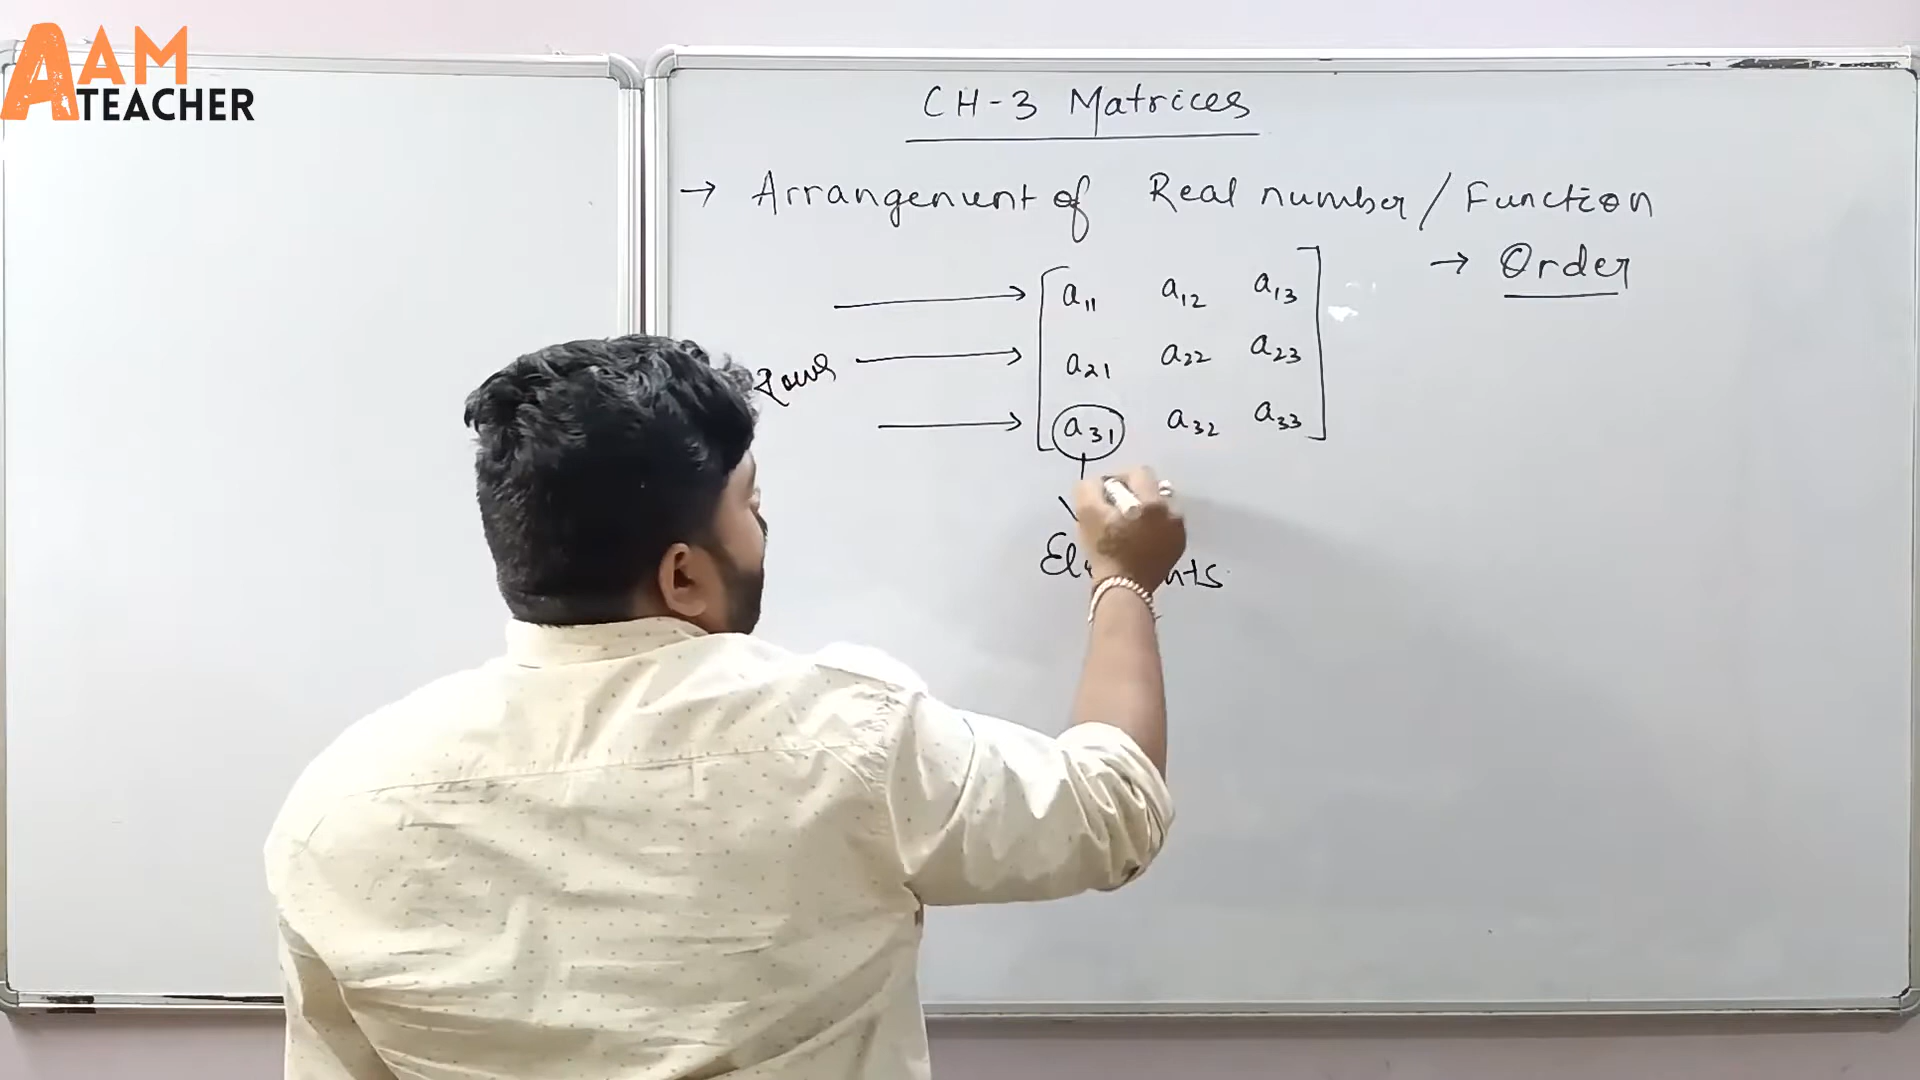 AAM
TEACHER
CH-3 Matrices
→ Arrangement of Real number / Function
→ Order
a11 a12 a13
rows
a21 a22 a23
a31 a32 a33